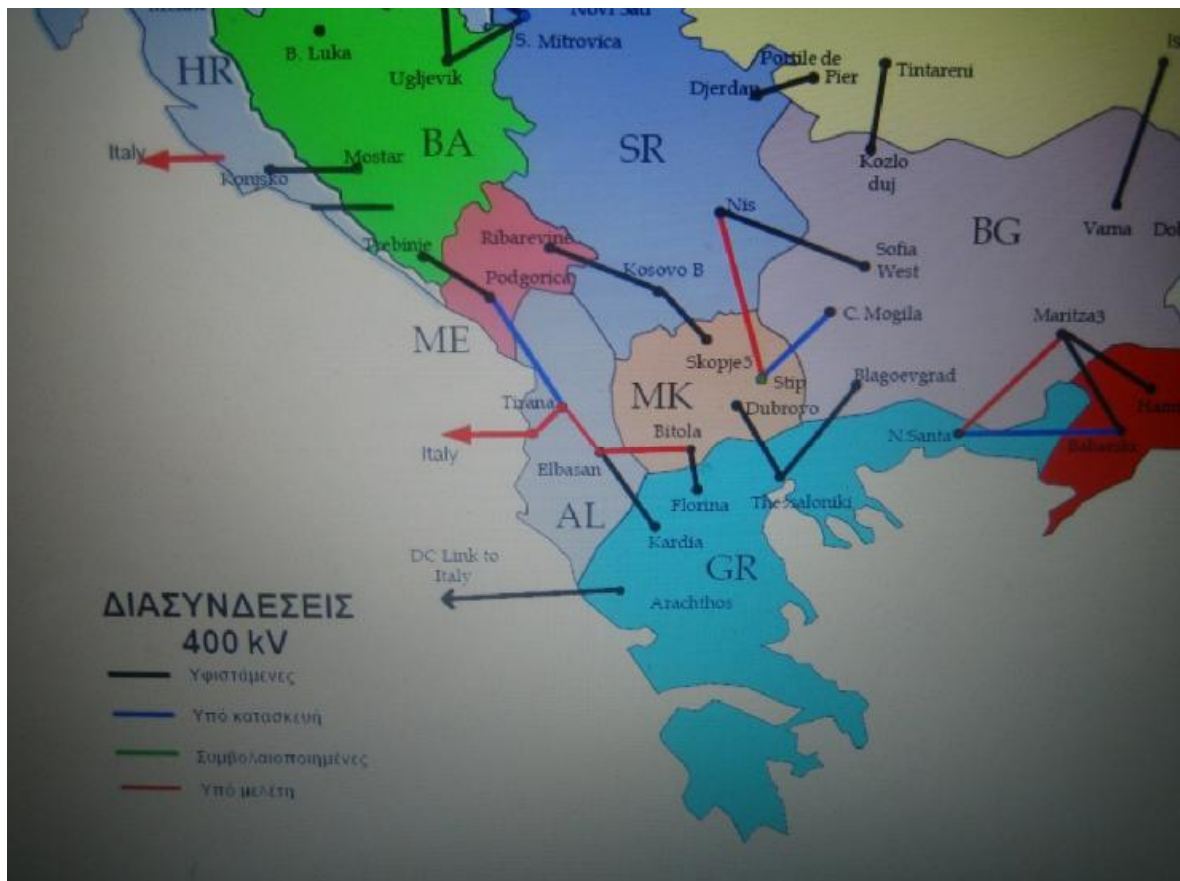 Novi Sad
S. Mitrovica
B. Luka
Ugljevik
HR
BA
SR
Portile de
Pier
Djerdap
Tintareni
Kozlo
duj
Italy
Mostar
Konjsko
Nis
BG
Varna
Sofia
West
Trebinje
Ribarevine
Podgorica
Kosovo B
C. Mogila
Maritza3
ME
Skopje5
Stip
Blagoevgrad
MK
Dubrovo
Tirana
Bitola
N.Santa
Babaeski
Italy
Elbasan
Florina
Thessaloniki
AL
Kardia
GR
DC Link to
Italy
Arachthos
ΔΙΑΣΥΝΔΕΣΕΙΣ
400 kV
Υφιστάμενες
Υπό κατασκευή
Συμβολαιοποιημένες
Υπό μελέτη